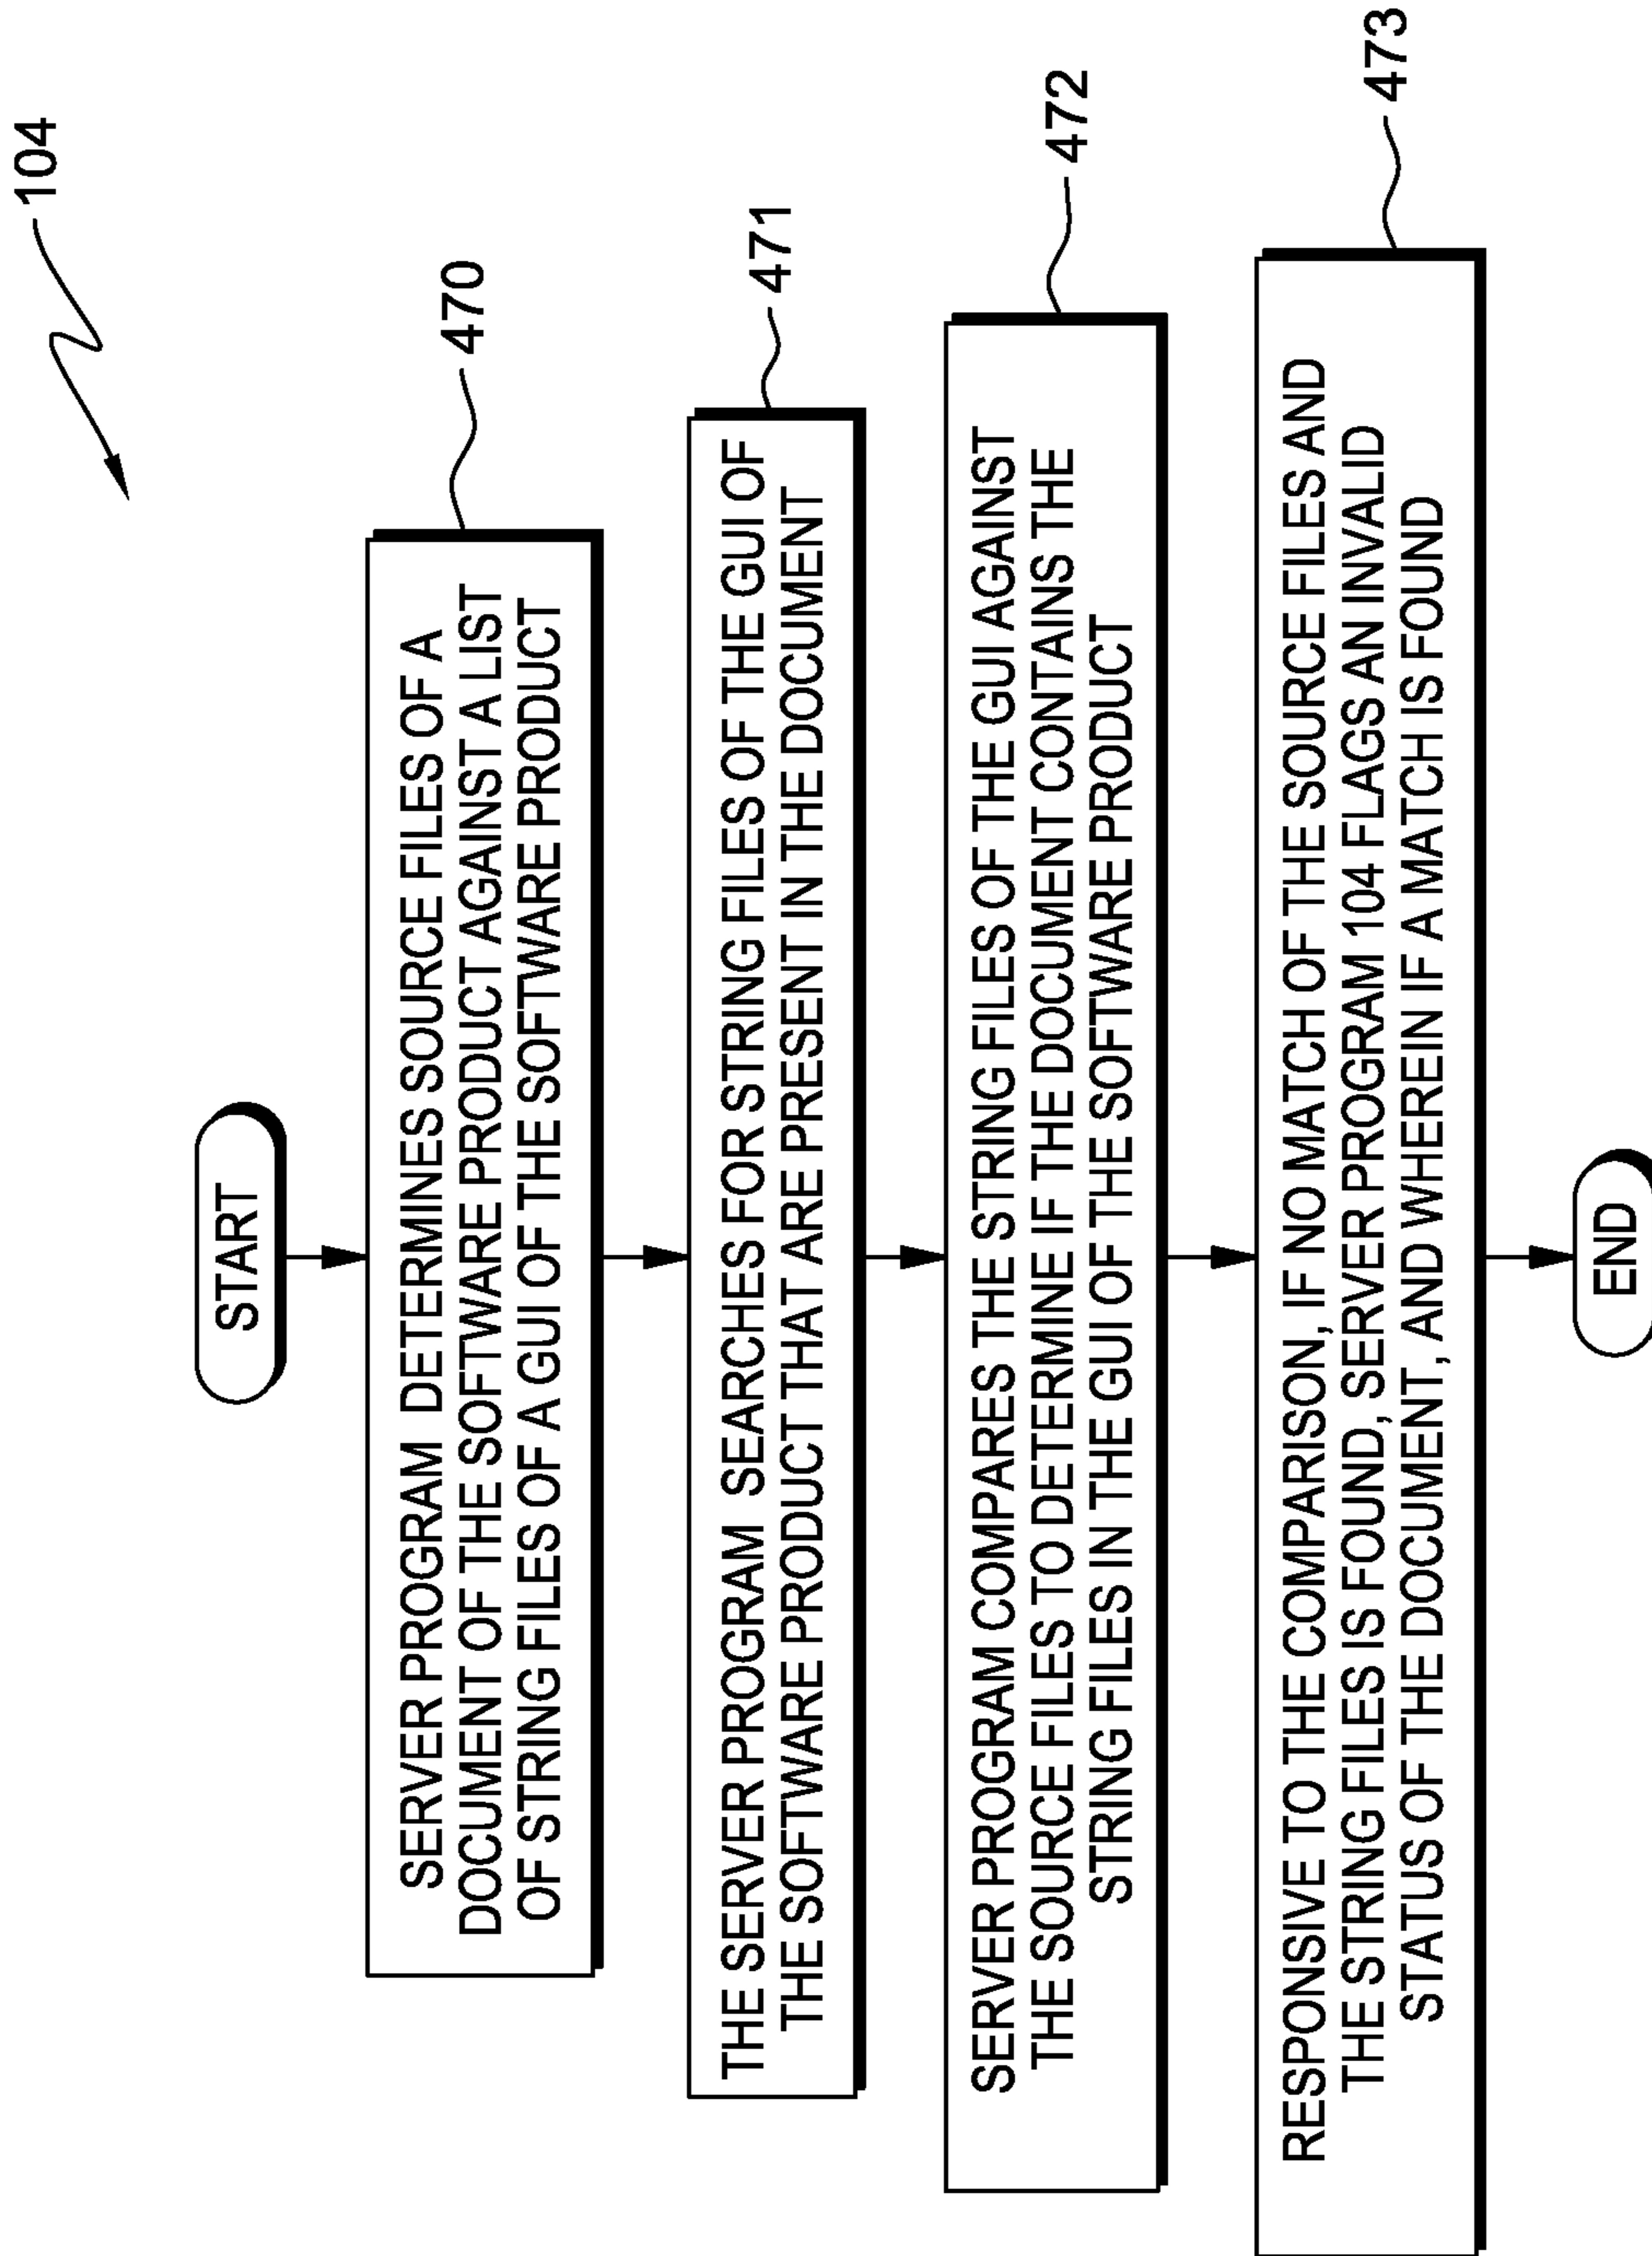 104
START
SERVER PROGRAM DETERMINES SOURCE FILES OF A
DOCUMENT OF THE SOFTWARE PRODUCT AGAINST A LIST
OF STRING FILES OF A GUI OF THE SOFTWARE PRODUCT
470
THE SERVER PROGRAM SEARCHES FOR STRING FILES OF THE GUI OF
THE SOFTWARE PRODUCT THAT ARE PRESENT IN THE DOCUMENT
471
SERVER PROGRAM COMPARES THE STRING FILES OF THE GUI AGAINST
THE SOURCE FILES TO DETERMINE IF THE DOCUMENT CONTAINS THE
STRING FILES IN THE GUI OF THE SOFTWARE PRODUCT
472
RESPONSIVE TO THE COMPARISON, IF NO MATCH OF THE SOURCE FILES AND
THE STRING FILES IS FOUND, SERVER PROGRAM 104 FLAGS AN INVALID
STATUS OF THE DOCUMENT, AND WHEREIN IF A MATCH IS FOUND
473
END